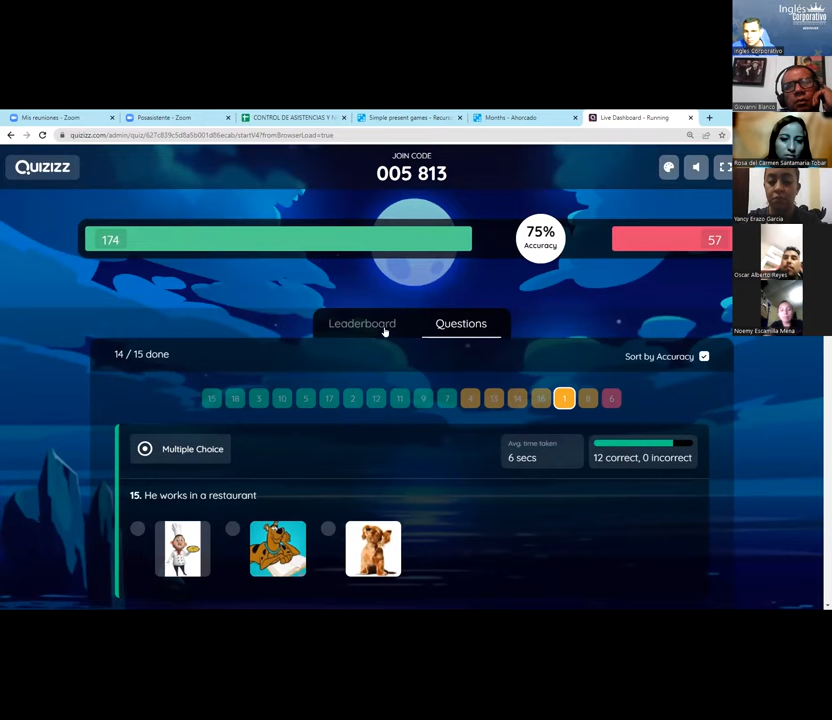 Mis reuniones - Zoom
Posasistente - Zoom
CONTROL DE ASISTENCIAS Y N
Simple present games - Recurso
Months - Ahorcado
Live Dashboard - Running
quizizz.com/admin/quiz/627c839c5d8a5b001d86ecab/startV4?fromBrowserLoad=true
Quizizz
JOIN CODE
005 813
174
75%
Accuracy
57
Leaderboard
Questions
14 / 15 done
Sort by Accuracy
15 18 3 10 5 17 2 12 11 9 7 4 13 14 16 1 8 6
Multiple Choice
Avg. time taken
6 secs
12 correct, 0 incorrect
15. He works in a restaurant
Inglés
Corporativo
Ingles Corporativo
Giovanni Blanco
Rosa del Carmen Santamaria Tobar
Yancy Erazo Garcia
Oscar Alberto Reyes
Noemy Escamilla Mena